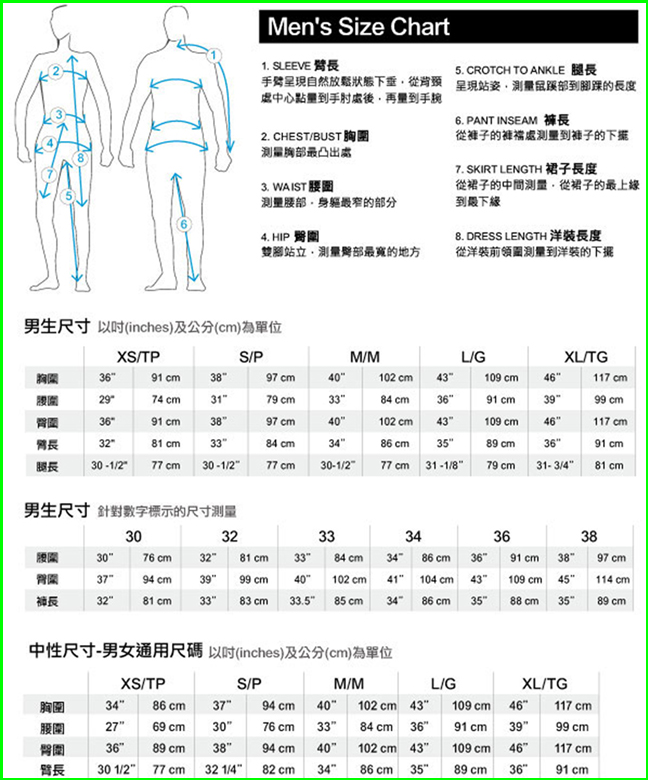 Men's Size Chart
1. SLEEVE 臂長
手臂呈現自然放鬆狀態下垂，從背頸
處中心點量到手肘處後，再量到手腕
2. CHEST/BUST 胸圍
測量胸部最凸出處
3. WAIST 腰圍
測量腰部，身軀最窄的部分
4. HIP 臀圍
雙腳站立，測量臀部最寬的地方
5. CROTCH TO ANKLE 腿長
呈現站姿，測量鼠蹊部到腳踝的長度
6. PANT INSEAM 褲長
從褲子的褲襠處測量到褲子的下擺
7. SKIRT LENGTH 裙子長度
從裙子的中間測量，從裙子的最上緣
到最下緣
8. DRESS LENGTH 洋裝長度
從洋裝前領圍測量到洋裝的下擺
1
2
3
4
8
7
5
6
男生尺寸 以吋(inches)及公分(cm)為單位
XS/TP S/P M/M L/G XL/TG
胸圍 36" 91 cm 38" 97 cm 40" 102 cm 43" 109 cm 46" 117 cm
腰圍 29" 74 cm 31" 79 cm 33" 84 cm 36" 91 cm 39" 99 cm
臀圍 36" 91 cm 38" 97 cm 40" 102 cm 43" 109 cm 46" 117 cm
臂長 32" 81 cm 33" 84 cm 34" 86 cm 35" 89 cm 36" 91 cm
腿長 30 -1/2" 77 cm 30 -1/2" 77 cm 30-1/2" 77 cm 31 -1/8" 79 cm 31- 3/4" 81 cm
男生尺寸 針對數字標示的尺寸測量
30 32 33 34 36 38
腰圍 30" 76 cm 32" 81 cm 33" 84 cm 34" 86 cm 36" 91 cm 38" 97 cm
臀圍 37" 94 cm 39" 99 cm 40" 102 cm 41" 104 cm 43" 109 cm 45" 114 cm
褲長 32" 81 cm 33" 83 cm 33.5" 85 cm 34" 86 cm 35" 88 cm 35" 89 cm
中性尺寸-男女通用尺碼 以吋(inches)及公分(cm)為單位
XS/TP S/P M/M L/G XL/TG
胸圍 34" 86 cm 37" 94 cm 40" 102 cm 43" 109 cm 46" 117 cm
腰圍 27" 69 cm 30" 76 cm 33" 84 cm 36" 91 cm 39" 99 cm
臀圍 36" 89 cm 38" 94 cm 40" 102 cm 43" 109 cm 46" 117 cm
臂長 30 1/2" 77 cm 32 1/4" 82 cm 34" 86 cm 35" 89 cm 36" 91 cm